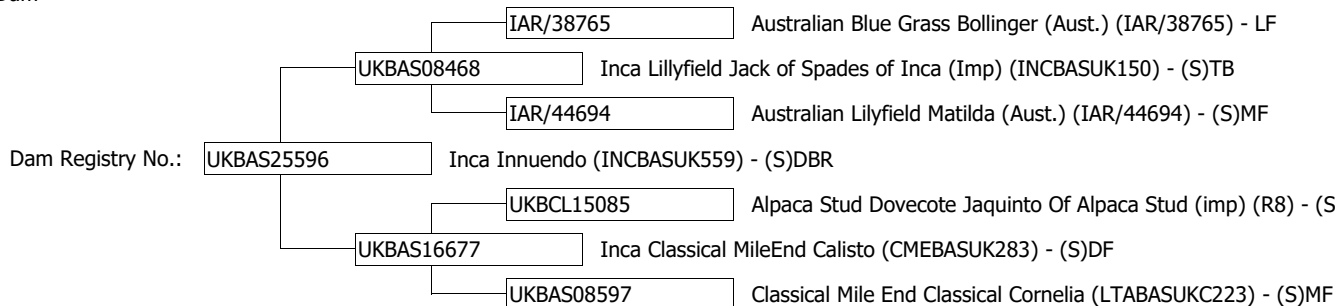 IAR/38765 Australian Blue Grass Bollinger (Aust.) (IAR/38765) - LF
UKBAS08468 Inca Lillyfield Jack of Spades of Inca (Imp) (INCBASUK150) - (S)TB
IAR/44694 Australian Lilyfield Matilda (Aust.) (IAR/44694) - (S)MF
Dam Registry No.: UKBAS25596 Inca Innuendo (INCBASUK559) - (S)DBR
UKBCL15085 Alpaca Stud Dovecote Jaquinto Of Alpaca Stud (imp) (R8) - (S
UKBAS16677 Inca Classical MileEnd Calisto (CMEBASUK283) - (S)DF
UKBAS08597 Classical Mile End Classical Cornelia (LTABASUKC223) - (S)MF